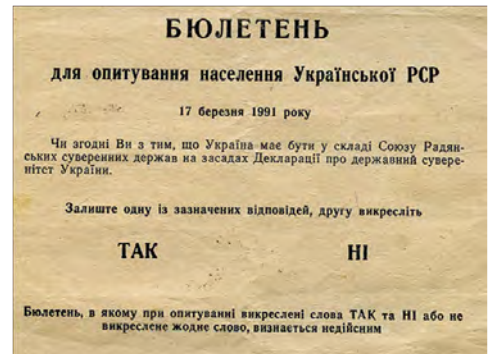 БЮЛЕТЕНЬ
для опитування населення Української РСР
17 березня 1991 року
Чи згодні Ви з тим, що Україна має бути у складі Союзу Радян-
ських суверенних держав на засадах Декларації про державний сувере-
нітет України.
Залиште одну із зазначених відповідей, другу викресліть
ТАК НІ
Бюлетень, в якому при опитуванні викреслені слова ТАК та НІ або не
викреслене жодне слово, визнається недійсним